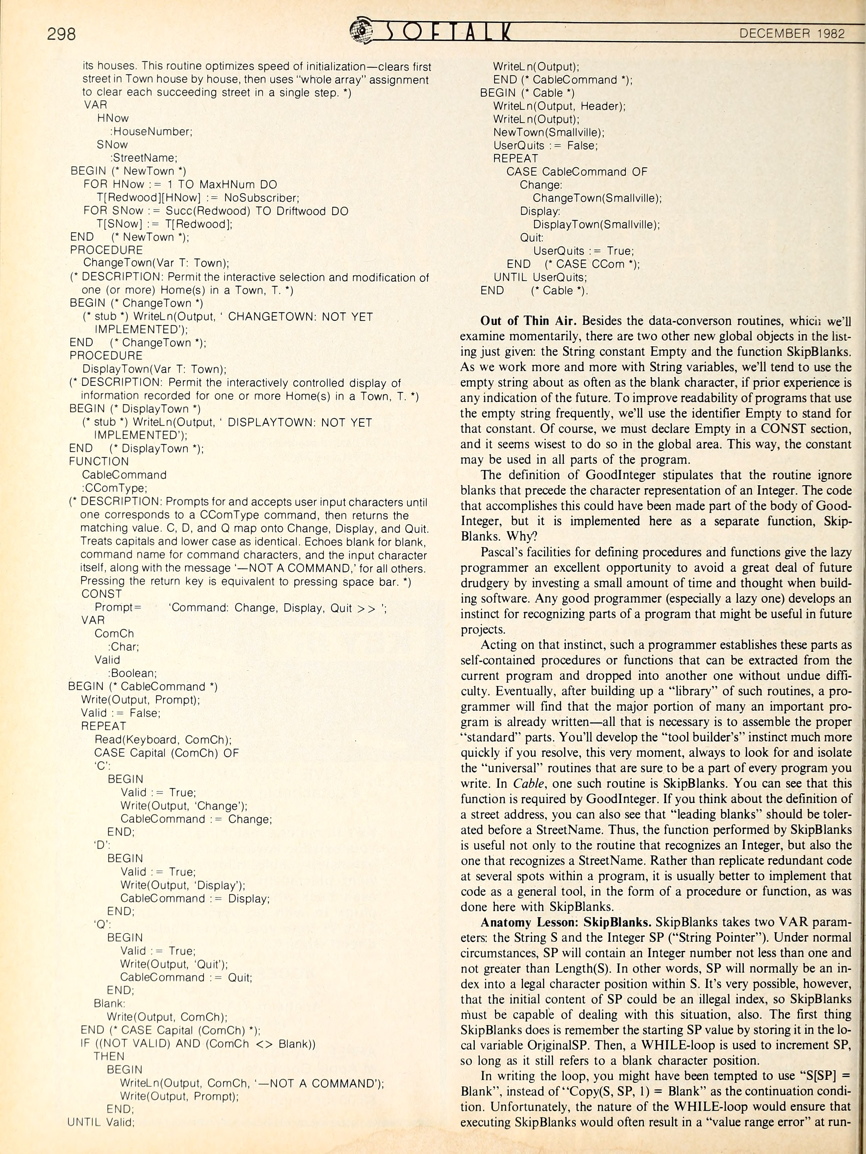 298
SOFTALK
DECEMBER 1982
its houses. This routine optimizes speed of initialization—clears first
street in Town house by house, then uses "whole array" assignment
to clear each succeeding street in a single step. *)
VAR
HNow
:HouseNumber;
SNow
:StreetName;
BEGIN (* NewTown *)
FOR HNow := 1 TO MaxHNum DO
T[Redwood][HNow] := NoSubscriber;
FOR SNow := Succ(Redwood) TO Driftwood DO
T[SNow] := T[Redwood];
END (* NewTown *);
PROCEDURE
ChangeTown(Var T: Town);
(* DESCRIPTION: Permit the interactive selection and modification of
one (or more) Home(s) in a Town, T. *)
BEGIN (* ChangeTown *)
(* stub *) WriteLn(Output, ' CHANGETOWN: NOT YET
IMPLEMENTED');
END (* ChangeTown *);
PROCEDURE
DisplayTown(Var T: Town);
(* DESCRIPTION: Permit the interactively controlled display of
information recorded for one or more Home(s) in a Town, T. *)
BEGIN (* DisplayTown *)
(* stub *) WriteLn(Output, ' DISPLAYTOWN: NOT YET
IMPLEMENTED');
END (* DisplayTown *);
FUNCTION
CableCommand
:CComType;
(* DESCRIPTION: Prompts for and accepts user input characters until
one corresponds to a CComType command, then returns the
matching value. C, D, and Q map onto Change, Display, and Quit.
Treats capitals and lower case as identical. Echoes blank for blank,
command name for command characters, and the input character
itself, along with the message '—NOT A COMMAND,' for all others.
Pressing the return key is equivalent to pressing space bar. *)
CONST
Prompt= 'Command: Change, Display, Quit >> ';
VAR
ComCh
:Char;
Valid
:Boolean;
BEGIN (* CableCommand *)
Write(Output, Prompt);
Valid := False;
REPEAT
Read(Keyboard, ComCh);
CASE Capital (ComCh) OF
'C':
BEGIN
Valid := True;
Write(Output, 'Change');
CableCommand := Change;
END;
'D':
BEGIN
Valid := True;
Write(Output, 'Display');
CableCommand := Display;
END;
'Q':
BEGIN
Valid := True;
Write(Output, 'Quit');
CableCommand := Quit;
END;
Blank:
Write(Output, ComCh);
END (* CASE Capital (ComCh) *);
IF ((NOT VALID) AND (ComCh <> Blank))
THEN
BEGIN
WriteLn(Output, ComCh, '—NOT A COMMAND');
Write(Output, Prompt);
END;
UNTIL Valid;
WriteLn(Output);
END (* CableCommand *);
BEGIN (* Cable *)
WriteLn(Output, Header);
WriteLn(Output);
NewTown(Smallville);
UserQuits := False;
REPEAT
CASE CableCommand OF
Change:
ChangeTown(Smallville);
Display:
DisplayTown(Smallville);
Quit:
UserQuits := True;
END (* CASE CCom *);
UNTIL UserQuits;
END (* Cable *).
Out of Thin Air. Besides the data-converson routines, which we'll
examine momentarily, there are two other new global objects in the list-
ing just given: the String constant Empty and the function SkipBlanks.
As we work more and more with String variables, we'll tend to use the
empty string about as often as the blank character, if prior experience is
any indication of the future. To improve readability of programs that use
the empty string frequently, we'll use the identifier Empty to stand for
that constant. Of course, we must declare Empty in a CONST section,
and it seems wisest to do so in the global area. This way, the constant
may be used in all parts of the program.
The definition of GoodInteger stipulates that the routine ignore
blanks that precede the character representation of an Integer. The code
that accomplishes this could have been made part of the body of Good-
Integer, but it is implemented here as a separate function, Skip-
Blanks. Why?
Pascal's facilities for defining procedures and functions give the lazy
programmer an excellent opportunity to avoid a great deal of future
drudgery by investing a small amount of time and thought when build-
ing software. Any good programmer (especially a lazy one) develops an
instinct for recognizing parts of a program that might be useful in future
projects.
Acting on that instinct, such a programmer establishes these parts as
self-contained procedures or functions that can be extracted from the
current program and dropped into another one without undue diffi-
culty. Eventually, after building up a "library" of such routines, a pro-
grammer will find that the major portion of many an important pro-
gram is already written—all that is necessary is to assemble the proper
"standard" parts. You'll develop the "tool builder's" instinct much more
quickly if you resolve, this very moment, always to look for and isolate
the "universal" routines that are sure to be a part of every program you
write. In Cable, one such routine is SkipBlanks. You can see that this
function is required by GoodInteger. If you think about the definition of
a street address, you can also see that "leading blanks" should be toler-
ated before a StreetName. Thus, the function performed by SkipBlanks
is useful not only to the routine that recognizes an Integer, but also the
one that recognizes a StreetName. Rather than replicate redundant code
at several spots within a program, it is usually better to implement that
code as a general tool, in the form of a procedure or function, as was
done here with SkipBlanks.
Anatomy Lesson: SkipBlanks. SkipBlanks takes two VAR param-
eters: the String S and the Integer SP ("String Pointer"). Under normal
circumstances, SP will contain an Integer number not less than one and
not greater than Length(S). In other words, SP will normally be an in-
dex into a legal character position within S. It's very possible, however,
that the initial content of SP could be an illegal index, so SkipBlanks
must be capable of dealing with this situation, also. The first thing
SkipBlanks does is remember the starting SP value by storing it in the lo-
cal variable OriginalSP. Then, a WHILE-loop is used to increment SP,
so long as it still refers to a blank character position.
In writing the loop, you might have been tempted to use "S[SP] =
Blank", instead of "Copy(S, SP, 1) = Blank" as the continuation condi-
tion. Unfortunately, the nature of the WHILE-loop would ensure that
executing SkipBlanks would often result in a "value range error" at run-